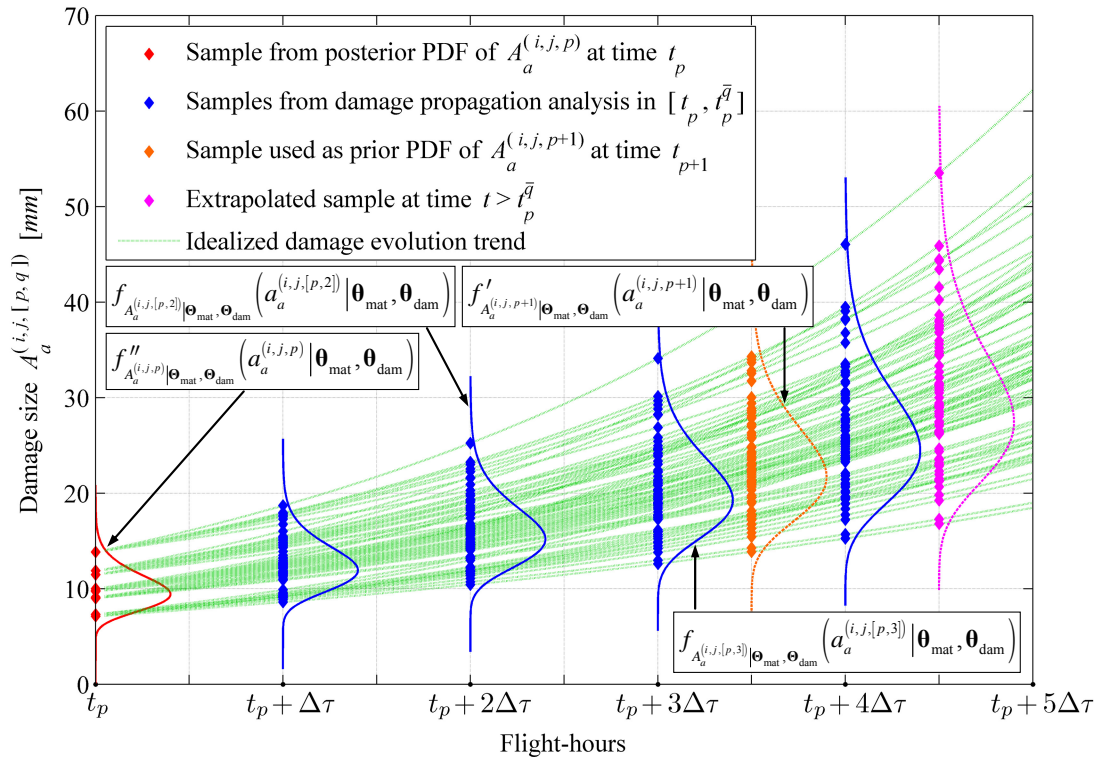 70
60
50
40
30
20
10
0
Damage size A_a^{(i, j, [p, q])} [mm]
Sample from posterior PDF of A_a^{(i, j, p)} at time t_p
Samples from damage propagation analysis in [t_p, t_p^{q̄}]
Sample used as prior PDF of A_a^{(i, j, p+1)} at time t_{p+1}
Extrapolated sample at time t > t_p^{q̄}
Idealized damage evolution trend
f_{A_a^{(i,j,[p,2])}|Θ_mat,Θ_dam}(a_a^{(i,j,[p,2])}|θ_mat,θ_dam)
f′_{A_a^{(i,j,p+1)}|Θ_mat,Θ_dam}(a_a^{(i,j,p+1)}|θ_mat,θ_dam)
f″_{A_a^{(i,j,p)}|Θ_mat,Θ_dam}(a_a^{(i,j,p)}|θ_mat,θ_dam)
f_{A_a^{(i,j,[p,3])}|Θ_mat,Θ_dam}(a_a^{(i,j,[p,3])}|θ_mat,θ_dam)
t_p
t_p + Δτ
t_p + 2Δτ
t_p + 3Δτ
t_p + 4Δτ
t_p + 5Δτ
Flight-hours